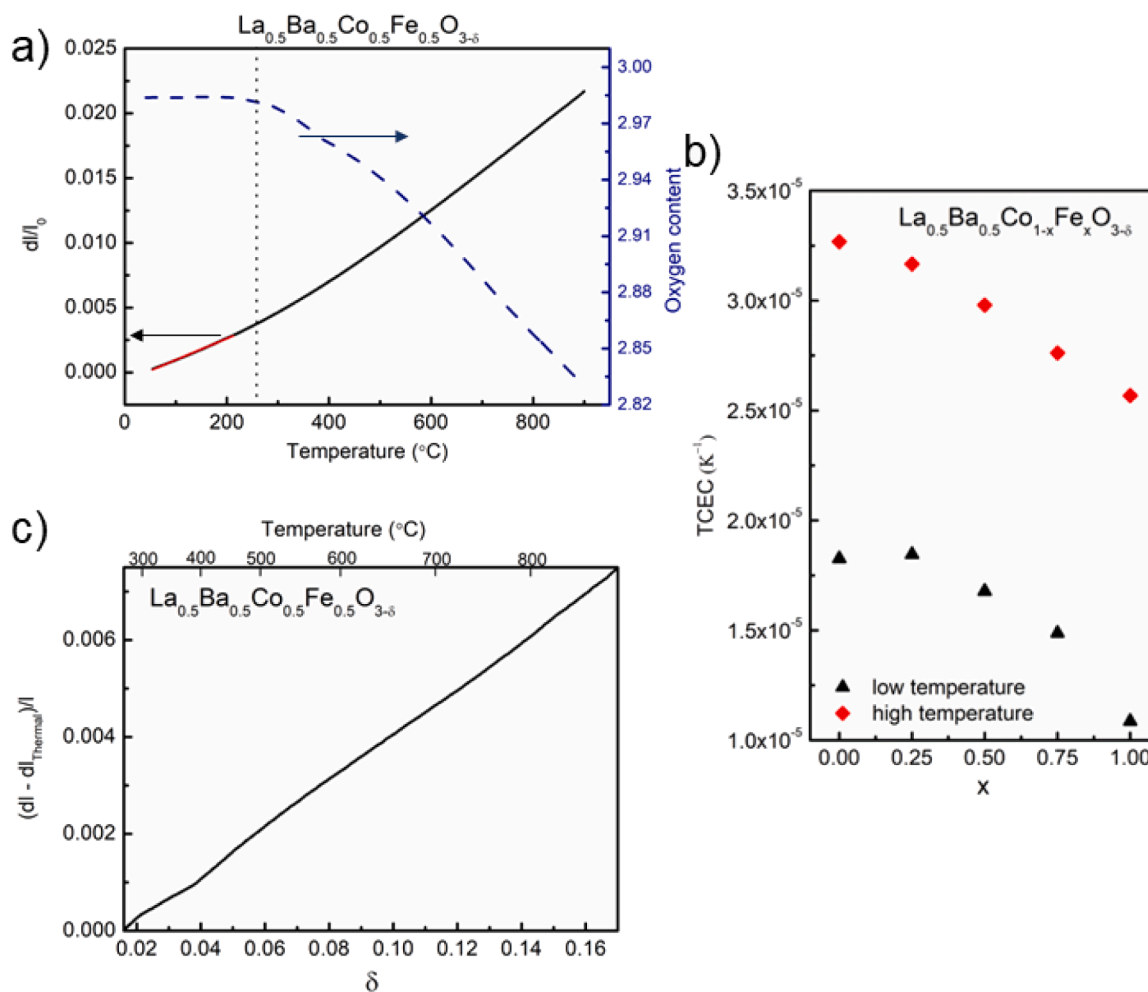 a)
La0.5Ba0.5Co0.5Fe0.5O3-δ
0.025
0.020
0.015
0.010
0.005
0.000
dl/l0
3.00
2.97
2.94
2.91
2.88
2.85
2.82
Oxygen content
0 200 400 600 800
Temperature (°C)
b)
La0.5Ba0.5Co1-xFexO3-δ
3.5x10-5
3.0x10-5
2.5x10-5
1.8x10-5
1.5x10-5
1.0x10-5
TCEC (K-1)
low temperature
high temperature
0.00 0.25 0.50 0.75 1.00
x
c)
Temperature (°C)
300 400 500 600 700 800
La0.5Ba0.5Co0.5Fe0.5O3-δ
0.006
0.004
0.002
0.000
(dl - dlThermal)/l
0.02 0.04 0.06 0.08 0.10 0.12 0.14 0.16
δ